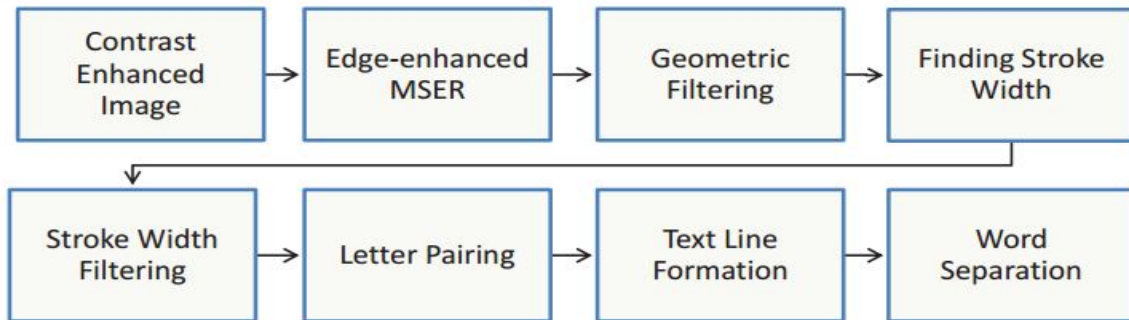 Contrast
Enhanced
Image
Edge-enhanced
MSER
Geometric
Filtering
Finding Stroke
Width
Stroke Width
Filtering
Letter Pairing
Text Line
Formation
Word
Separation